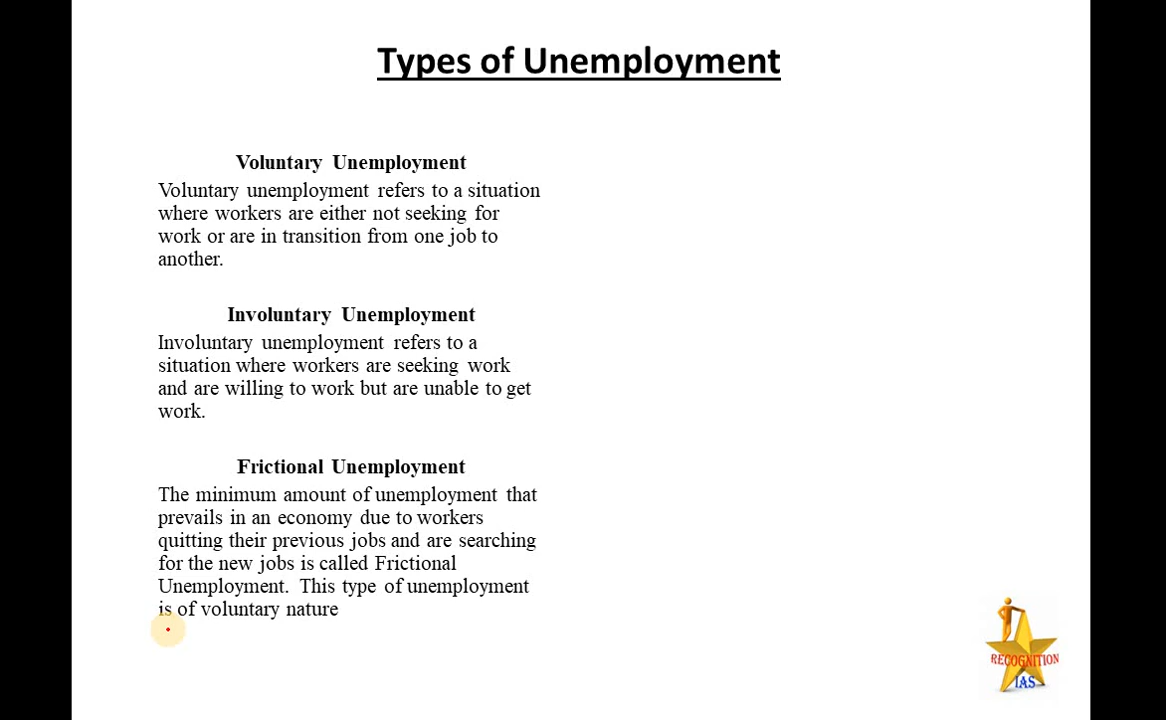 Types of Unemployment
Voluntary Unemployment
Voluntary unemployment refers to a situation
where workers are either not seeking for
work or are in transition from one job to
another.
Involuntary Unemployment
Involuntary unemployment refers to a
situation where workers are seeking work
and are willing to work but are unable to get
work.
Frictional Unemployment
The minimum amount of unemployment that
prevails in an economy due to workers
quitting their previous jobs and are searching
for the new jobs is called Frictional
Unemployment. This type of unemployment
is of voluntary nature
RECOGNITION
IAS